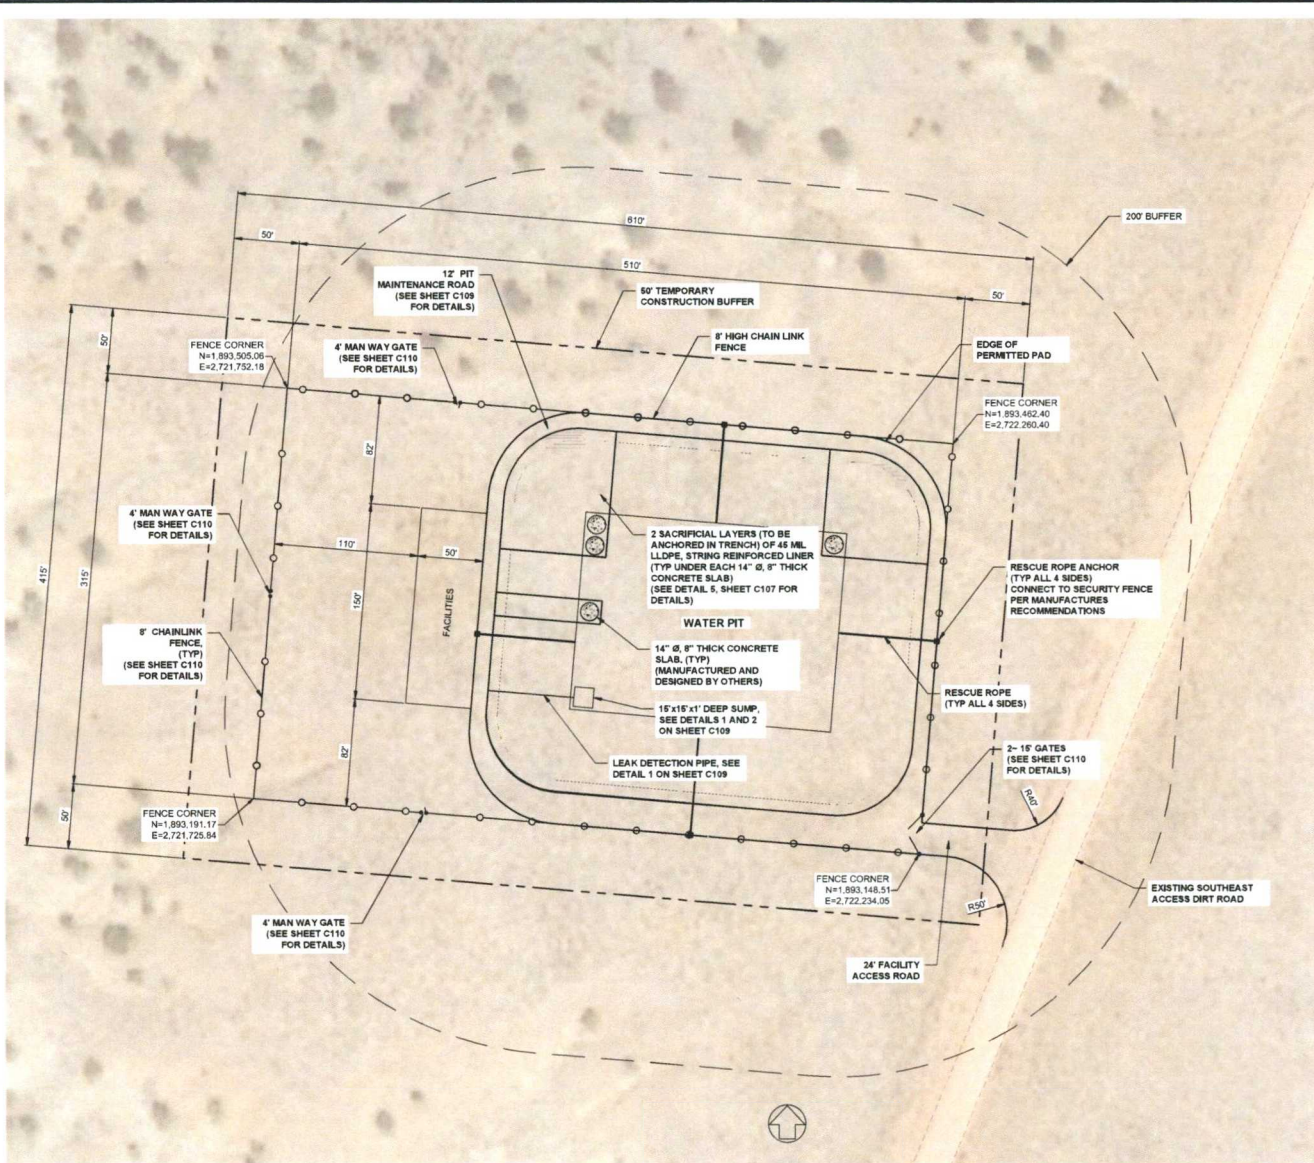 610'
200' BUFFER
50'
510'
50'
12' PIT
MAINTENANCE ROAD
(SEE SHEET C109
FOR DETAILS)
50' TEMPORARY
CONSTRUCTION BUFFER
50'
FENCE CORNER
N=1,893,505.06
E=2,721,752.18
4' MAN WAY GATE
(SEE SHEET C110
FOR DETAILS)
8' HIGH CHAIN LINK
FENCE
EDGE OF
PERMITTED PAD
FENCE CORNER
N=1,893,462.40
E=2,722,260.40
82'
4' MAN WAY GATE
(SEE SHEET C110
FOR DETAILS)
110'
50'
2 SACRIFICIAL LAYERS (TO BE
ANCHORED IN TRENCH) OF 45 MIL
LLDPE, STRING REINFORCED LINER
(TYP UNDER EACH 14" Ø, 8" THICK
CONCRETE SLAB)
(SEE DETAIL 5, SHEET C107 FOR
DETAILS)
RESCUE ROPE ANCHOR
(TYP ALL 4 SIDES)
CONNECT TO SECURITY FENCE
PER MANUFACTURES
RECOMMENDATIONS
415'
315'
150'
FACILITIES
WATER PIT
8' CHAINLINK
FENCE,
(TYP)
(SEE SHEET C110
FOR DETAILS)
14" Ø, 8" THICK CONCRETE
SLAB, (TYP)
(MANUFACTURED AND
DESIGNED BY OTHERS)
RESCUE ROPE
(TYP ALL 4 SIDES)
15'x15'x1' DEEP SUMP,
SEE DETAILS 1 AND 2
ON SHEET C109
82'
LEAK DETECTION PIPE, SEE
DETAIL 1 ON SHEET C109
2~ 15' GATES
(SEE SHEET C110
FOR DETAILS)
R40'
50'
FENCE CORNER
N=1,893,191.17
E=2,721,725.84
FENCE CORNER
N=1,893,148.51
E=2,722,234.05
R50'
EXISTING SOUTHEAST
ACCESS DIRT ROAD
4' MAN WAY GATE
(SEE SHEET C110
FOR DETAILS)
24' FACILITY
ACCESS ROAD